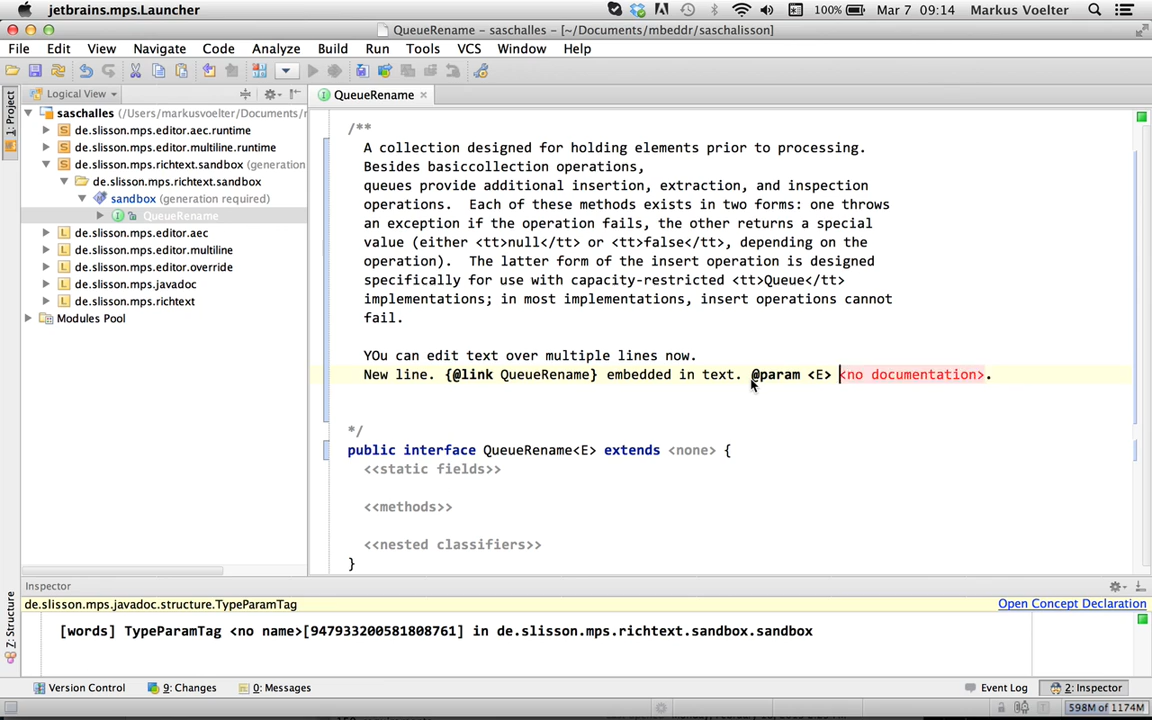 jetbrains.mps.Launcher 100% Mar 7 09:14 Markus Voelter
QueueRename – saschalles – [~/Documents/mbeddr/saschalisson]
File Edit View Navigate Code Analyze Build Run Tools VCS Window Help
Logical View
QueueRename
1: Project
saschalles (/Users/markusvoelter/Documents/r
de.slisson.mps.editor.aec.runtime
de.slisson.mps.editor.multiline.runtime
de.slisson.mps.richtext.sandbox (generation
de.slisson.mps.richtext.sandbox
sandbox (generation required)
QueueRename
de.slisson.mps.editor.aec
de.slisson.mps.editor.multiline
de.slisson.mps.editor.override
de.slisson.mps.javadoc
de.slisson.mps.richtext
Modules Pool
/**
A collection designed for holding elements prior to processing.
Besides basiccollection operations,
queues provide additional insertion, extraction, and inspection
operations.  Each of these methods exists in two forms: one throws
an exception if the operation fails, the other returns a special
value (either <tt>null</tt> or <tt>false</tt>, depending on the
operation).  The latter form of the insert operation is designed
specifically for use with capacity-restricted <tt>Queue</tt>
implementations; in most implementations, insert operations cannot
fail.
YOu can edit text over multiple lines now.
New line. {@link QueueRename} embedded in text. @param <E> <no documentation>.
*/
public interface QueueRename<E> extends <none> {
<<static fields>>
<<methods>>
<<nested classifiers>>
}
Inspector
de.slisson.mps.javadoc.structure.TypeParamTag Open Concept Declaration
[words] TypeParamTag <no name>[947933200581808761] in de.slisson.mps.richtext.sandbox.sandbox
Z: Structure
Version Control 9: Changes 0: Messages Event Log 2: Inspector
T 598M of 1174M